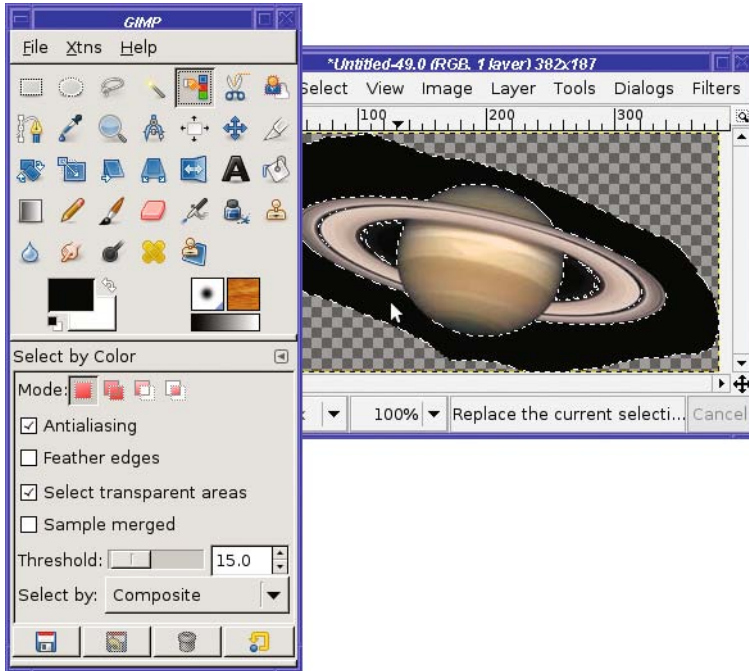 GIMP
File Xtns Help
*Untitled-49.0 (RGB, 1 layer) 382x187
Select View Image Layer Tools Dialogs Filters
100 200 300
Select by Color
Mode:
Antialiasing
Feather edges
Select transparent areas
Sample merged
Threshold: 15.0
Select by: Composite
100% Replace the current selecti... Cancel